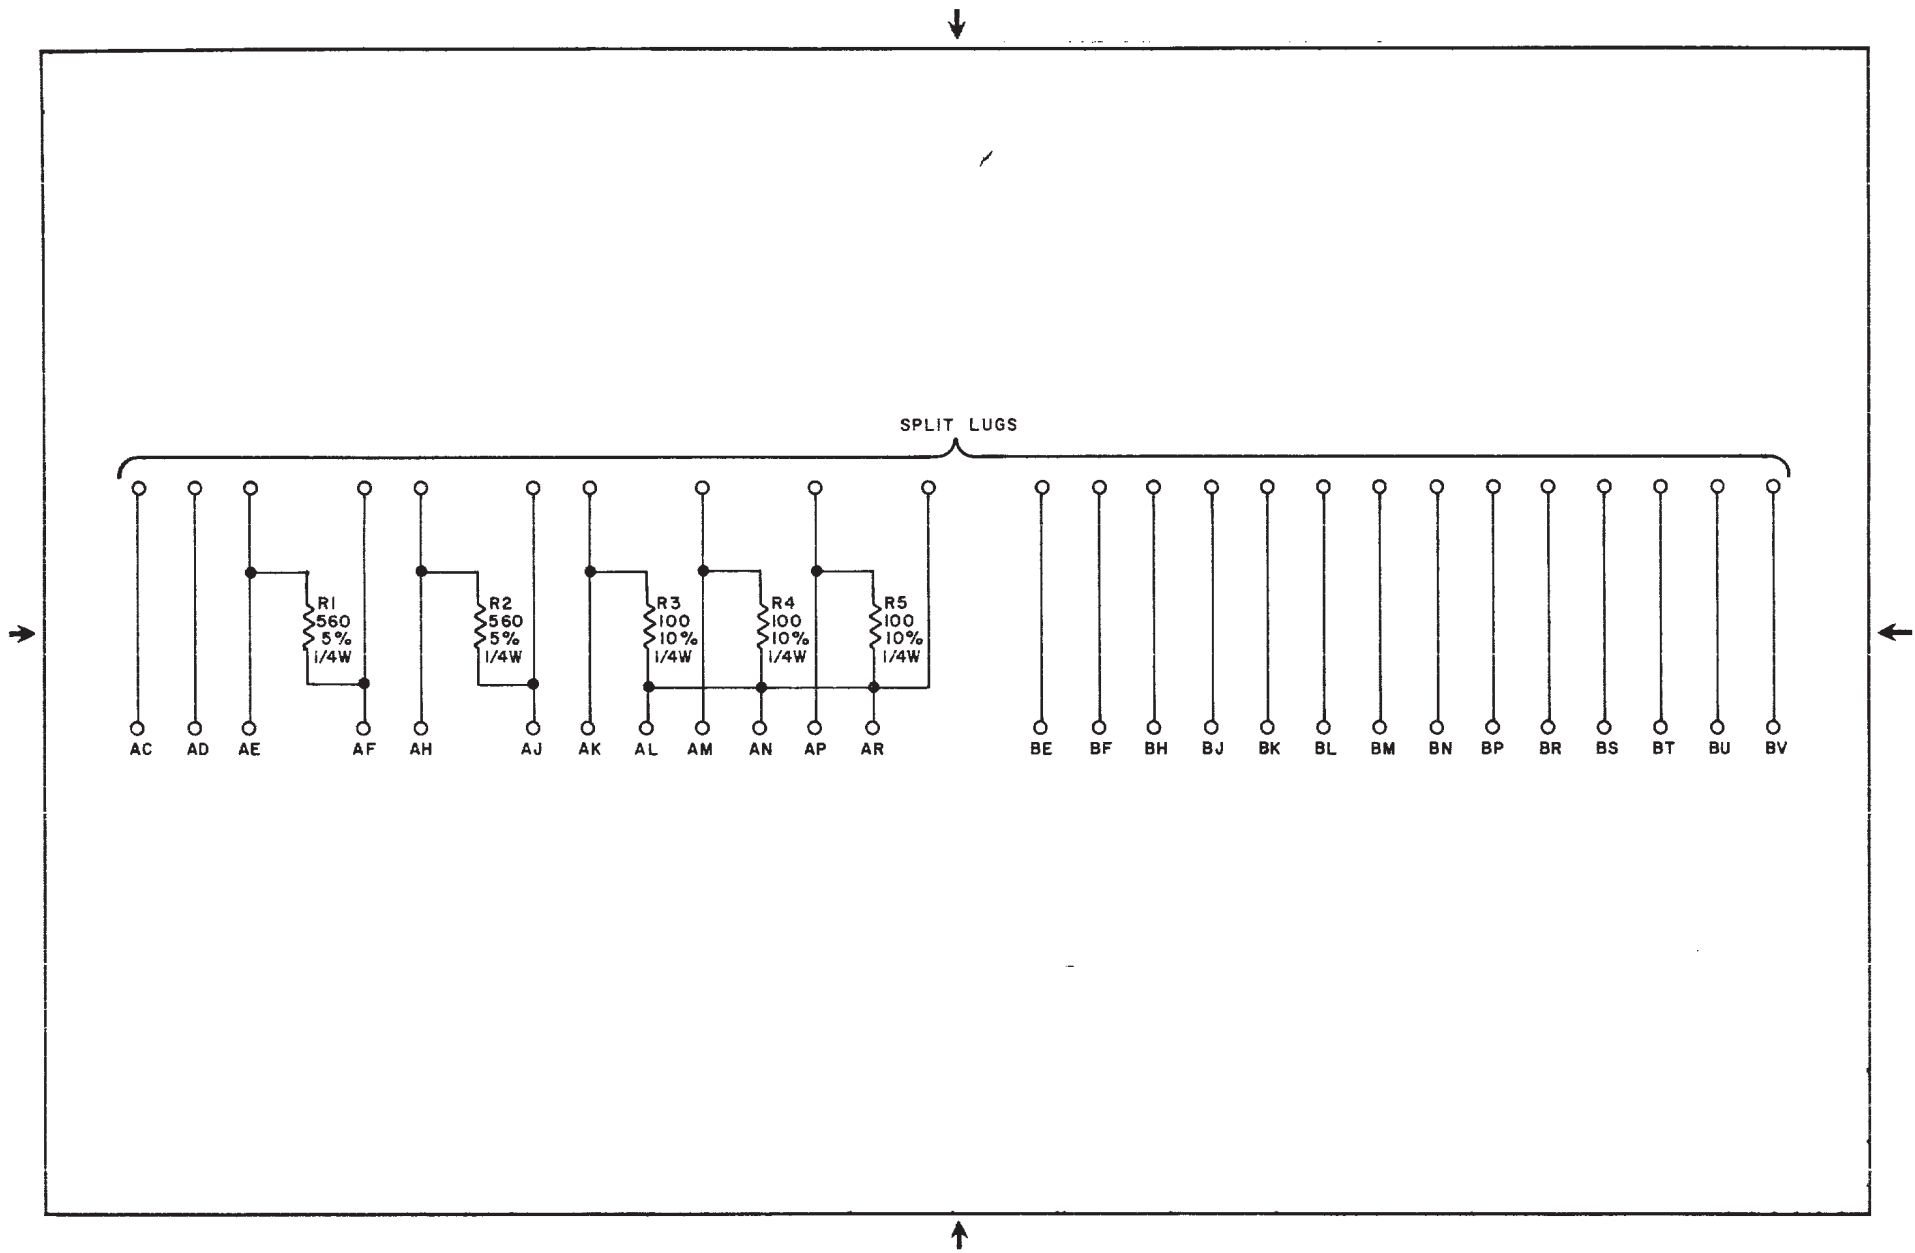 SPLIT LUGS
R1
560
5%
1/4W
R2
560
5%
1/4W
R3
100
10%
1/4W
R4
100
10%
1/4W
R5
100
10%
1/4W
AC AD AE AF AH AJ AK AL AM AN AP AR BE BF BH BJ BK BL BM BN BP BR BS BT BU BV